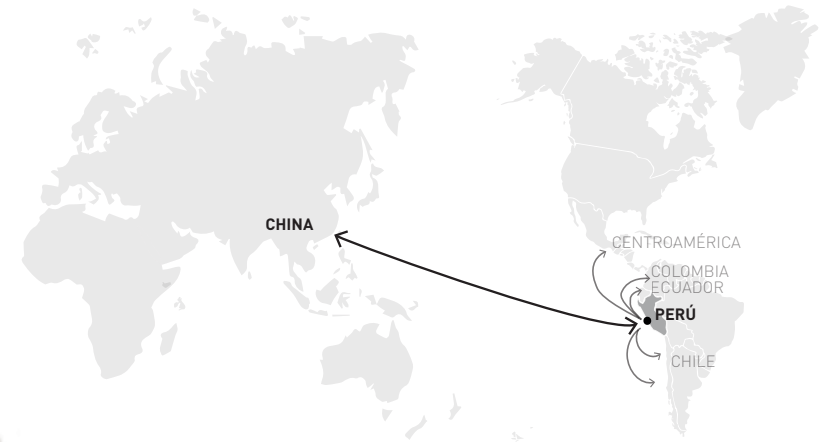 CHINA
CENTROAMÉRICA
COLOMBIA
ECUADOR
PERÚ
CHILE